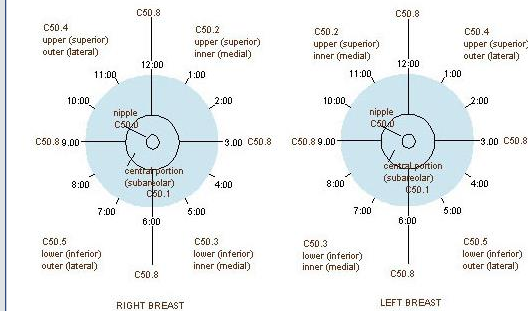 C50.8
C50.4
upper (superior)
outer (lateral)
C50.2
upper (superior)
inner (medial)
12:00
11:00
1:00
10:00
2:00
nipple
C50.0
C50.8 9.00
3.00 C50.8
central portion
(subareolar)
C50.1
8:00
4:00
7:00
5:00
6:00
C50.5
lower (inferior)
outer (lateral)
C50.3
lower (inferior)
inner (medial)
C50.8
RIGHT BREAST
C50.8
C50.2
upper (superior)
inner (medial)
C50.4
upper (superior)
outer (lateral)
12:00
11:00
1:00
10:00
2:00
nipple
C50.0
C50.8 9.00
3.00 C50.8
central portion
(subareolar)
C50.1
8:00
4:00
7:00
5:00
6:00
C50.3
lower (inferior)
inner (medial)
C50.5
lower (inferior)
outer (lateral)
C50.8
LEFT BREAST